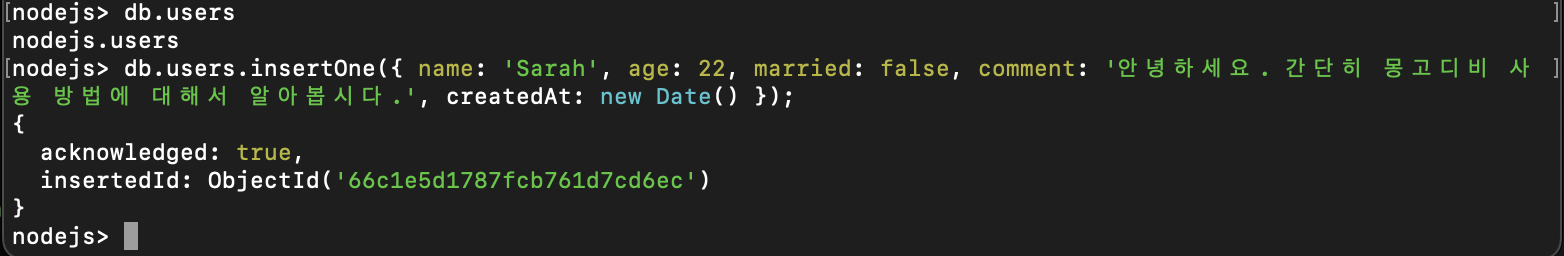 [nodejs> db.users ]
nodejs.users
[nodejs> db.users.insertOne({ name: 'Sarah', age: 22, married: false, comment: '안녕하세요. 간단히 몽고디비 사 ]
용 방법에 대해서 알아봅시다.', createdAt: new Date() });
{
  acknowledged: true,
  insertedId: ObjectId('66c1e5d1787fcb761d7cd6ec')
}
nodejs>